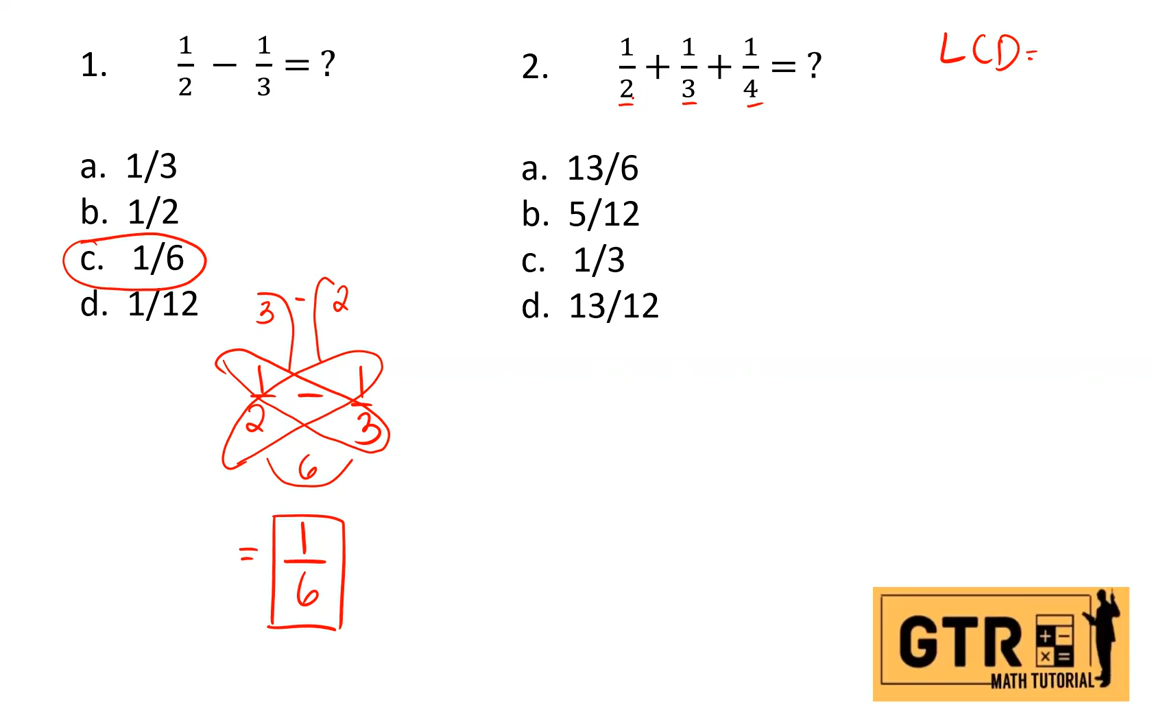 1. 1/2 − 1/3 = ?
a. 1/3
b. 1/2
c. 1/6
d. 1/12
3 - 2
1/2 - 1/3
6
= 1/6
2. 1/2 + 1/3 + 1/4 = ?
a. 13/6
b. 5/12
c. 1/3
d. 13/12
LCD=
GTR
+ −
× =
MATH TUTORIAL